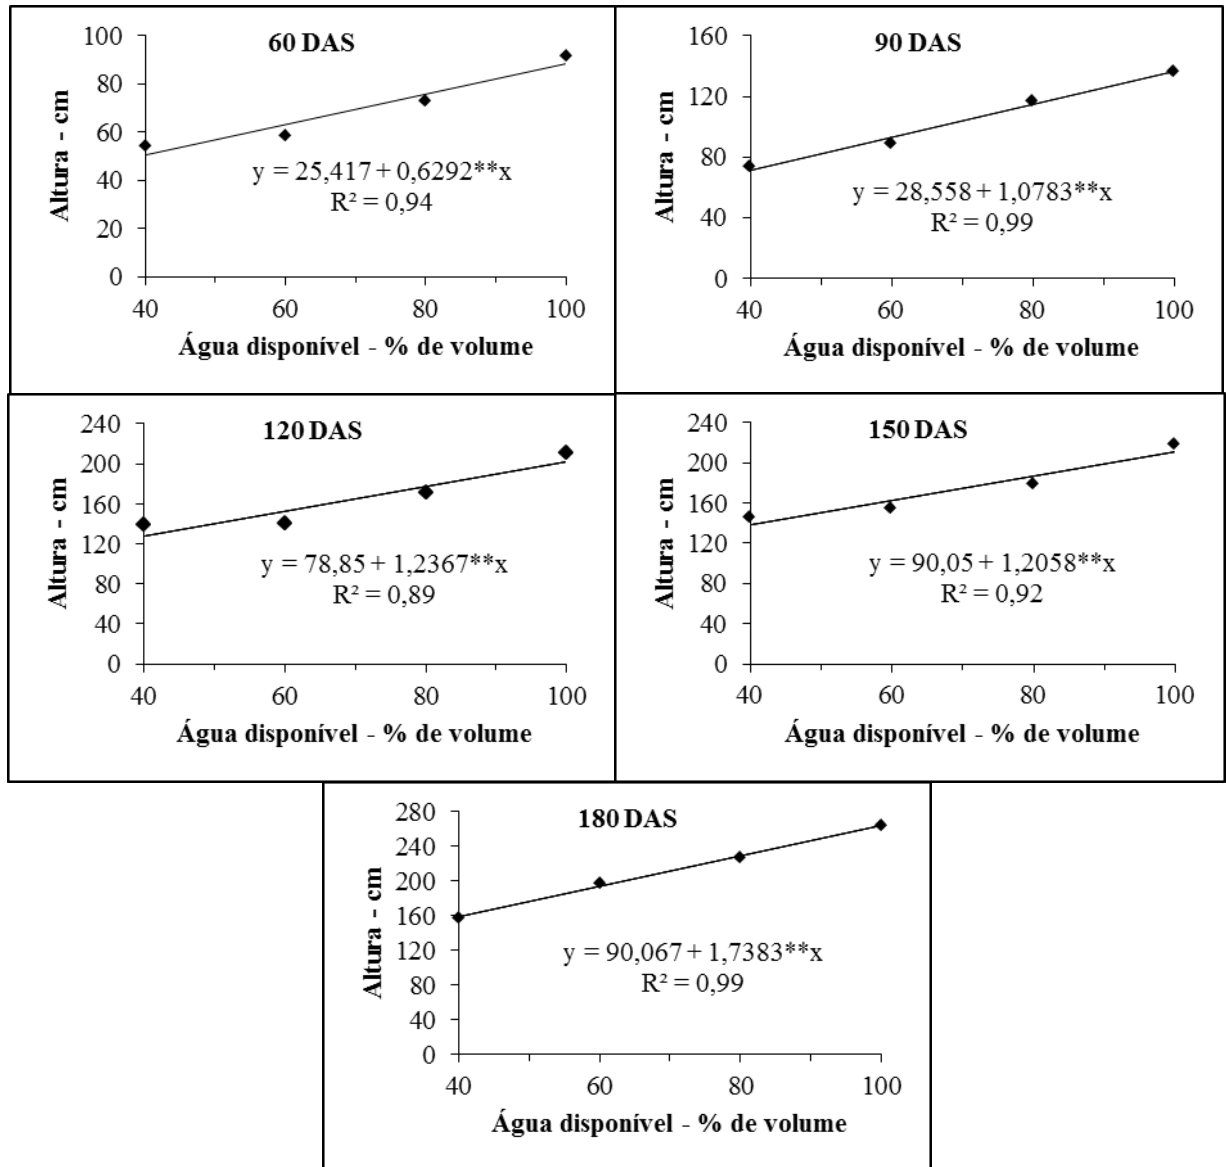 60 DAS
100
80
60
40
20
0
Altura - cm
y = 25,417 + 0,6292**x
R² = 0,94
40 60 80 100
Água disponível - % de volume
90 DAS
160
120
80
40
0
Altura - cm
y = 28,558 + 1,0783**x
R² = 0,99
40 60 80 100
Água disponível - % de volume
120 DAS
240
200
160
120
80
40
0
Altura - cm
y = 78,85 + 1,2367**x
R² = 0,89
40 60 80 100
Água disponível - % de volume
150 DAS
240
200
160
120
80
40
0
Altura - cm
y = 90,05 + 1,2058**x
R² = 0,92
40 60 80 100
Água disponível - % de volume
180 DAS
280
240
200
160
120
80
40
0
Altura - cm
y = 90,067 + 1,7383**x
R² = 0,99
40 60 80 100
Água disponível - % de volume